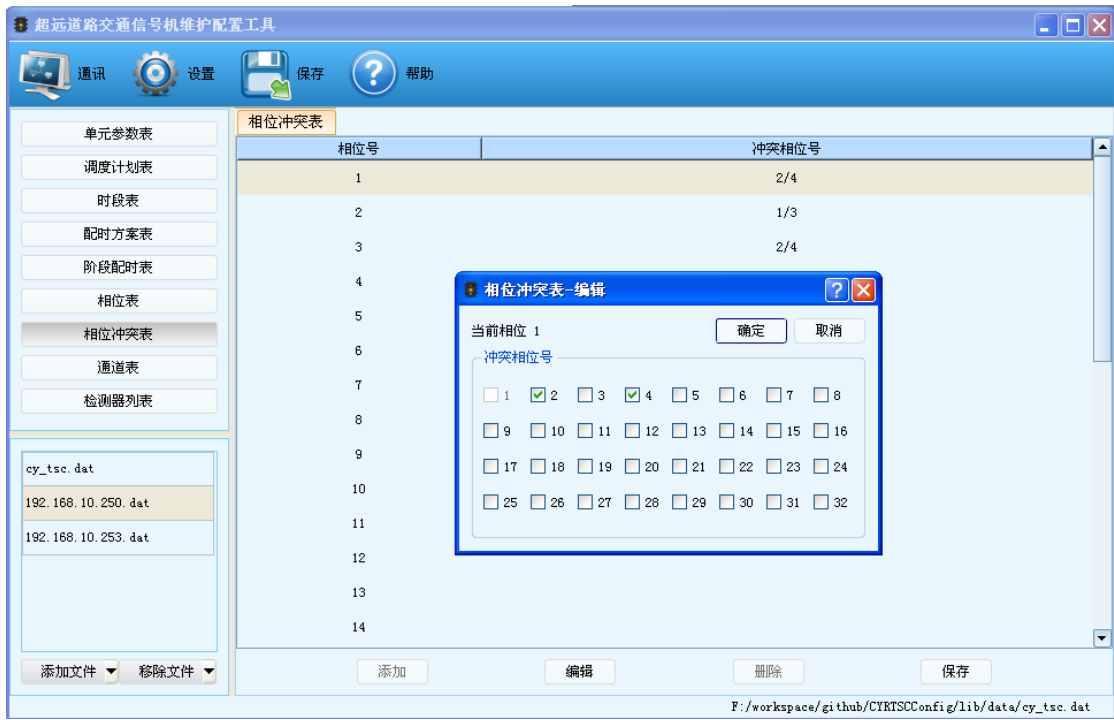 超远道路交通信号机维护配置工具
通讯 设置 保存 帮助
单元参数表
调度计划表
时段表
配时方案表
阶段配时表
相位表
相位冲突表
通道表
检测器列表
cy_tsc.dat
192.168.10.250.dat
192.168.10.253.dat
添加文件 移除文件
相位冲突表
相位号 冲突相位号
1 2/4
2 1/3
3 2/4
4
5
6
7
8
9
10
11
12
13
14
相位冲突表-编辑
当前相位 1 确定 取消
冲突相位号
1 2 3 4 5 6 7 8
9 10 11 12 13 14 15 16
17 18 19 20 21 22 23 24
25 26 27 28 29 30 31 32
添加 编辑 删除 保存
F:/workspace/github/CYRTSCConfig/lib/data/cy_tsc.dat